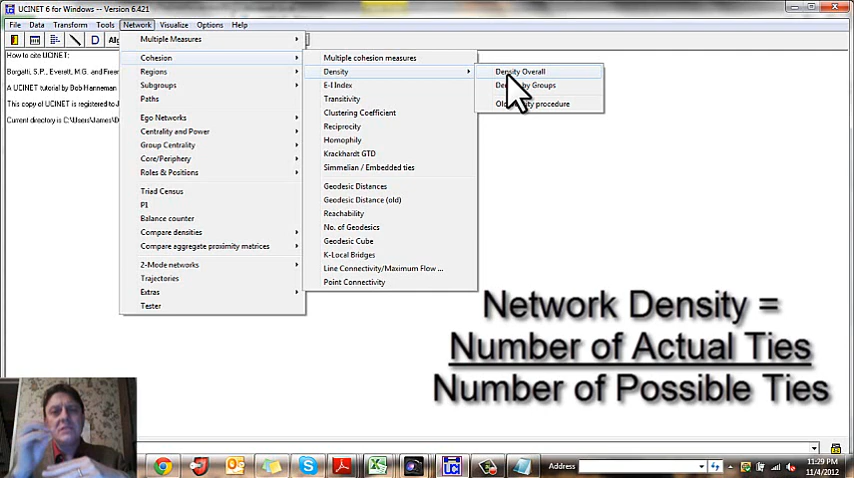 UCINET 6 for Windows -- Version 6.421
File Data Transform Tools Network Visualize Options Help
D
How to cite UCINET:
Borgatti, S.P., Everett, M.G. and Free
A UCINET tutorial by Bob Hanneman
This copy of UCINET is registered to J
Current directory is C:\Users\James\D
Multiple Measures
Cohesion
Regions
Subgroups
Paths
Ego Networks
Centrality and Power
Group Centrality
Core/Periphery
Roles & Positions
Triad Census
P1
Balance counter
Compare densities
Compare aggregate proximity matrices
2-Mode networks
Trajectories
Extras
Tester
Multiple cohesion measures
Density
E-I Index
Transitivity
Clustering Coefficient
Reciprocity
Homophily
Krackhardt GTD
Simmelian / Embedded ties
Geodesic Distances
Geodesic Distance (old)
Reachability
No. of Geodesics
Geodesic Cube
K-Local Bridges
Line Connectivity/Maximum Flow ...
Point Connectivity
Density Overall
by Groups
procedure
Network Density =
Number of Actual Ties
Number of Possible Ties
Address
11:29 PM
11/4/2012